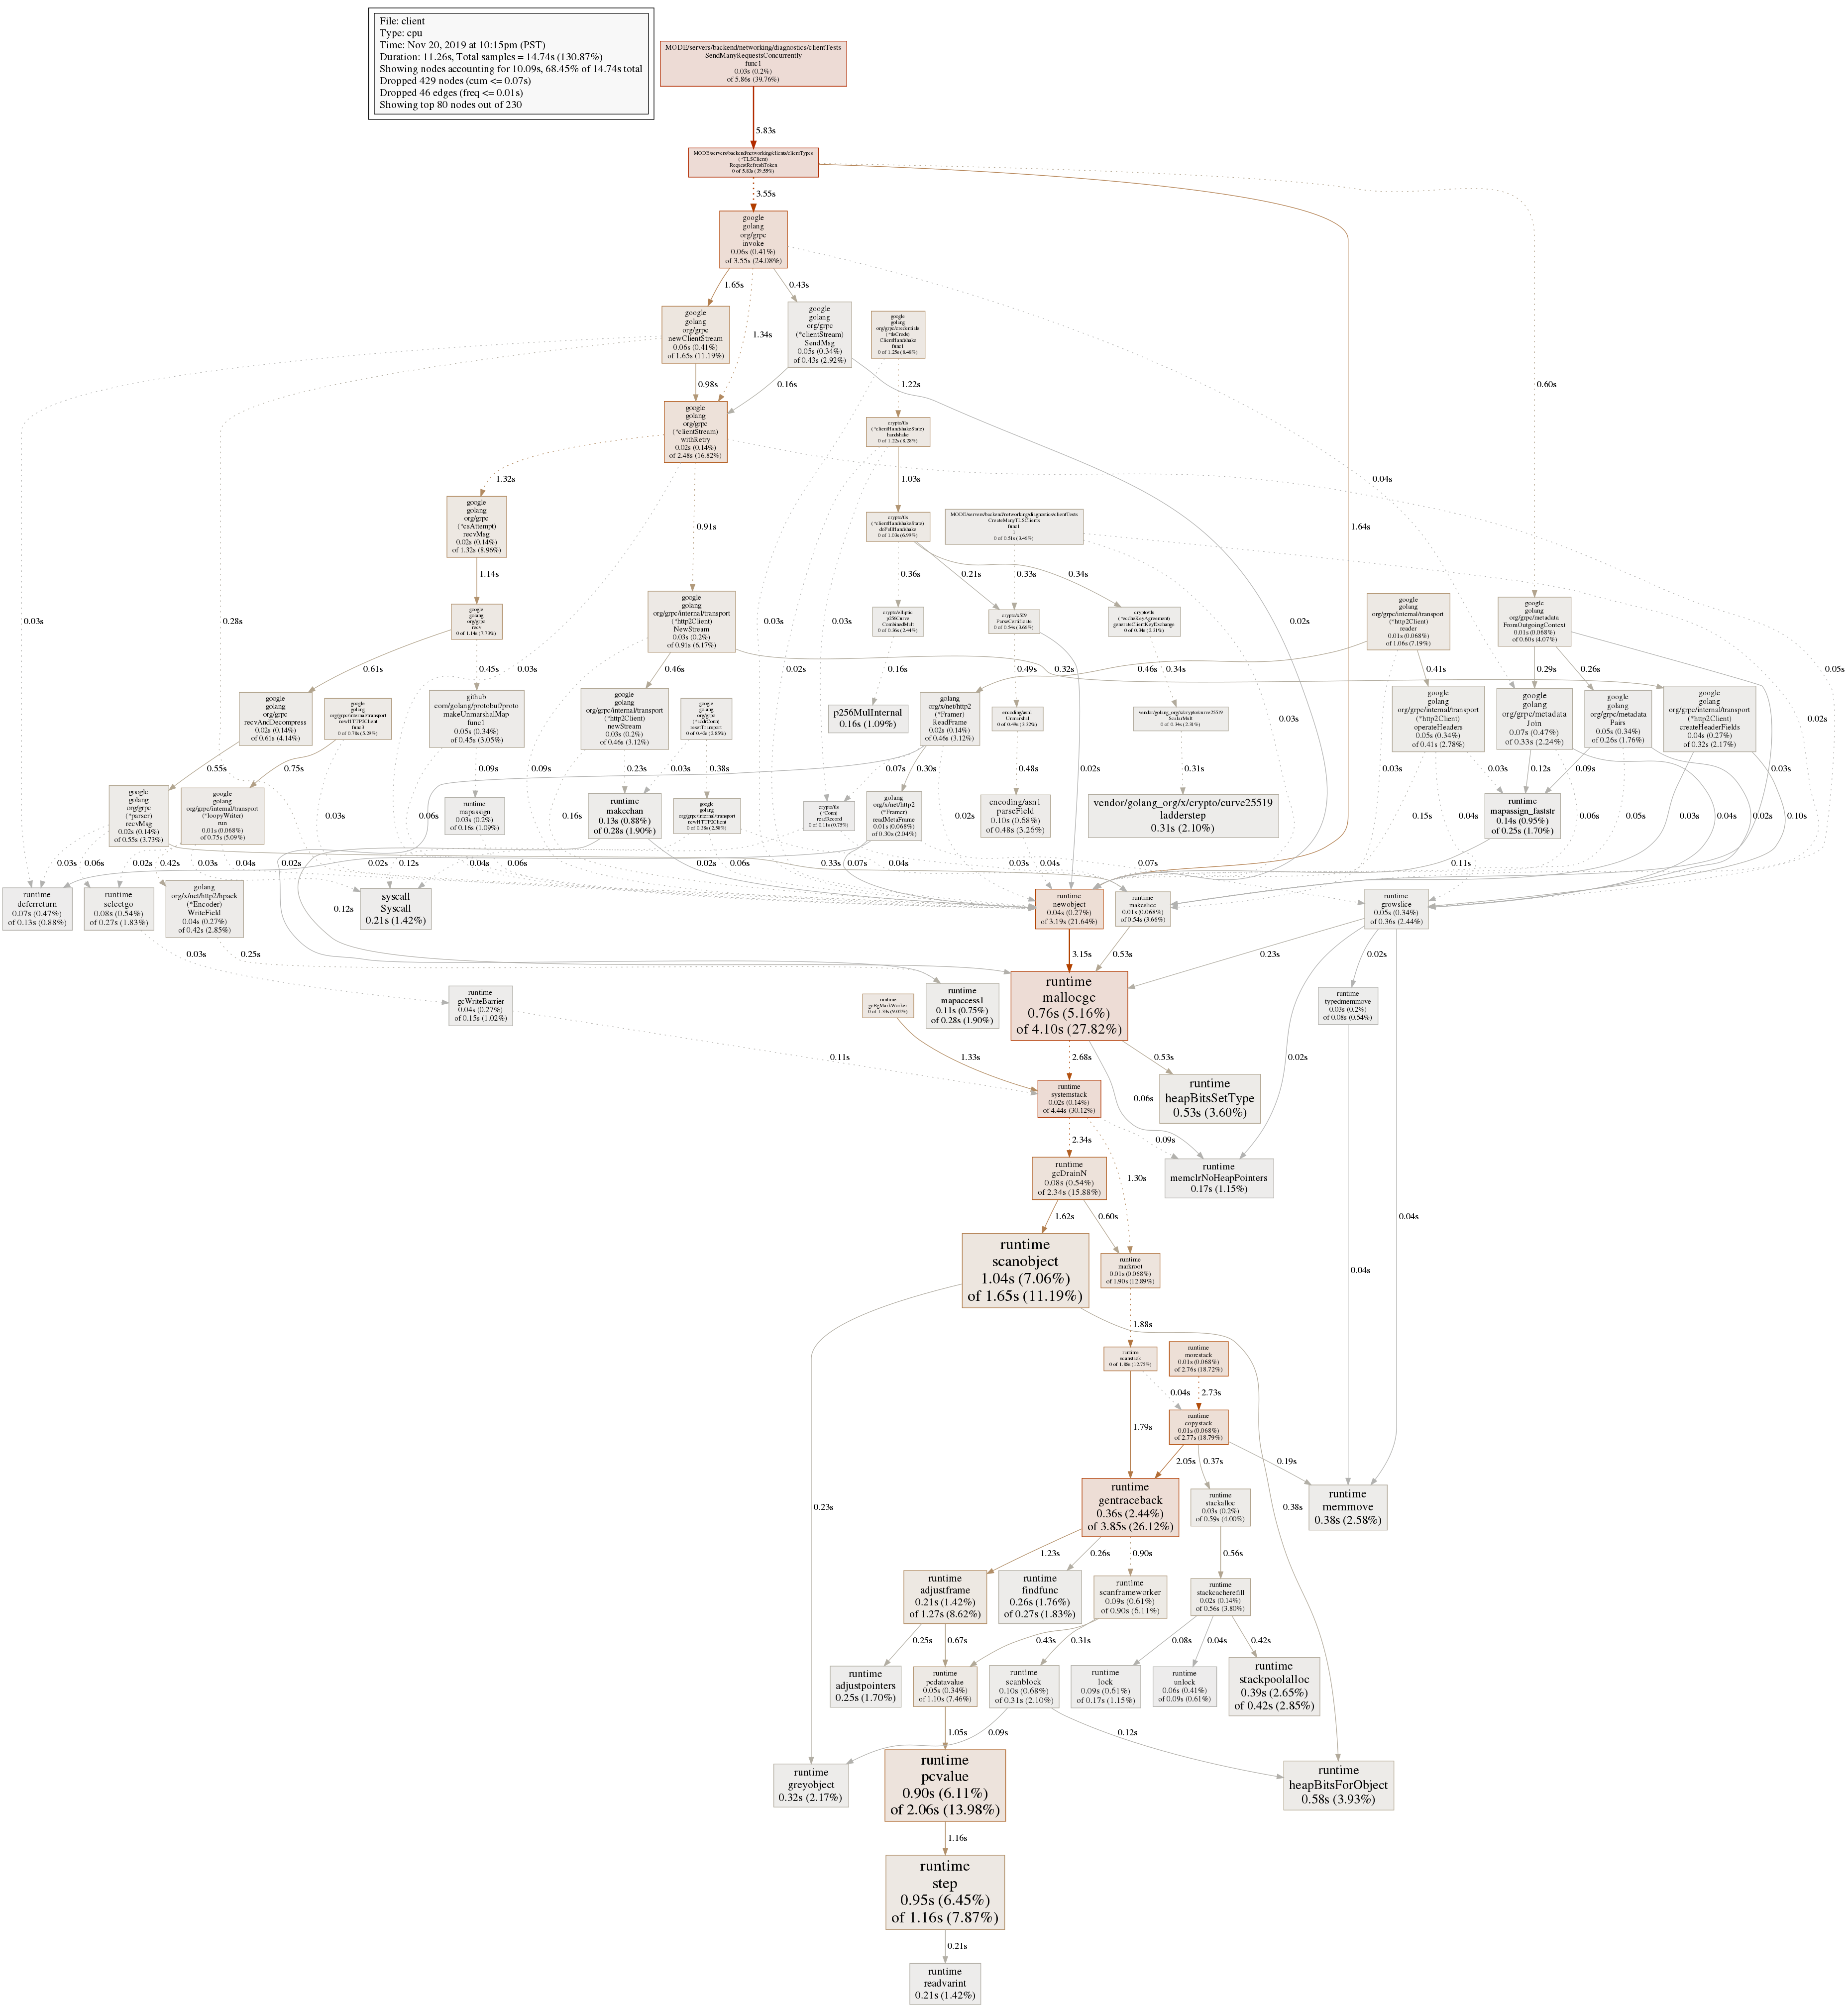 File: client
Type: cpu
Time: Nov 20, 2019 at 10:15pm (PST)
Duration: 11.26s, Total samples = 14.74s (130.87%)
Showing nodes accounting for 10.09s, 68.45% of 14.74s total
Dropped 429 nodes (cum <= 0.07s)
Dropped 46 edges (freq <= 0.01s)
Showing top 80 nodes out of 230
MODE/servers/backend/networking/diagnostics/clientTests
SendManyRequestsConcurrently
func1
0.03s (0.2%)
of 5.86s (39.76%)
5.83s
MODE/servers/backend/networking/clients/clientTypes
(*TLSClient)
RequestRefreshToken
0 of 5.83s (39.55%)
3.55s
google
golang
org/grpc
invoke
0.06s (0.41%)
of 3.55s (24.08%)
1.65s
1.34s
0.43s
google
golang
org/grpc
newClientStream
0.06s (0.41%)
of 1.65s (11.19%)
google
golang
org/grpc
(*clientStream)
SendMsg
0.05s (0.34%)
of 0.43s (2.92%)
google
golang
org/grpc/credentials
(*tlsCreds)
ClientHandshake
func1
0 of 1.25s (8.48%)
0.98s
0.16s
1.22s
0.60s
google
golang
org/grpc
(*clientStream)
withRetry
0.02s (0.14%)
of 2.48s (16.82%)
crypto/tls
(*clientHandshakeState)
handshake
0 of 1.22s (8.28%)
1.32s
1.03s
0.04s
google
golang
org/grpc
(*csAttempt)
recvMsg
0.02s (0.14%)
of 1.32s (8.96%)
0.91s
crypto/tls
(*clientHandshakeState)
doFullHandshake
0 of 1.03s (6.99%)
MODE/servers/backend/networking/diagnostics/clientTests
CreateManyTLSClients
func1
1
0 of 0.51s (3.46%)
1.64s
1.14s
0.36s
0.21s
0.33s
0.34s
google
golang
org/grpc
recv
0 of 1.14s (7.73%)
google
golang
org/grpc/internal/transport
(*http2Client)
NewStream
0.03s (0.2%)
of 0.91s (6.17%)
crypto/elliptic
p256Curve
CombinedMult
0 of 0.36s (2.44%)
crypto/x509
ParseCertificate
0 of 0.54s (3.66%)
crypto/tls
(*ecdheKeyAgreement)
generateClientKeyExchange
0 of 0.34s (2.31%)
google
golang
org/grpc/internal/transport
(*http2Client)
reader
0.01s (0.068%)
of 1.06s (7.19%)
google
golang
org/grpc/metadata
FromOutgoingContext
0.01s (0.068%)
of 0.60s (4.07%)
0.03s
0.28s
0.03s
0.02s
0.61s
0.45s
0.03s
0.46s
0.02s
0.16s
0.32s
0.49s
0.46s
0.34s
0.41s
0.29s
0.26s
0.05s
google
golang
org/grpc
recvAndDecompress
0.02s (0.14%)
of 0.61s (4.14%)
google
golang
org/grpc/internal/transport
newHTTP2Client
func3
0 of 0.78s (5.29%)
github
com/golang/protobuf/proto
makeUnmarshalMap
func1
0.05s (0.34%)
of 0.45s (3.05%)
google
golang
org/grpc/internal/transport
(*http2Client)
newStream
0.03s (0.2%)
of 0.46s (3.12%)
google
golang
org/grpc
(*addrConn)
resetTransport
0 of 0.42s (2.85%)
p256MulInternal
0.16s (1.09%)
golang
org/x/net/http2
(*Framer)
ReadFrame
0.02s (0.14%)
of 0.46s (3.12%)
encoding/asn1
Unmarshal
0 of 0.49s (3.32%)
vendor/golang_org/x/crypto/curve25519
ScalarMult
0 of 0.34s (2.31%)
google
golang
org/grpc/internal/transport
(*http2Client)
operateHeaders
0.05s (0.34%)
of 0.41s (2.78%)
google
golang
org/grpc/metadata
Join
0.07s (0.47%)
of 0.33s (2.24%)
google
golang
org/grpc/metadata
Pairs
0.05s (0.34%)
of 0.26s (1.76%)
google
golang
org/grpc/internal/transport
(*http2Client)
createHeaderFields
0.04s (0.27%)
of 0.32s (2.17%)
0.03s
0.02s
0.55s
0.75s
0.09s
0.09s
0.23s
0.03s
0.38s
0.07s
0.30s
0.48s
0.02s
0.31s
0.03s
0.03s
0.12s
0.09s
0.06s
0.03s
google
golang
org/grpc
(*parser)
recvMsg
0.02s (0.14%)
of 0.55s (3.73%)
google
golang
org/grpc/internal/transport
(*loopyWriter)
run
0.01s (0.068%)
of 0.75s (5.09%)
0.03s
0.06s
runtime
mapassign
0.03s (0.2%)
of 0.16s (1.09%)
0.16s
runtime
makechan
0.13s (0.88%)
of 0.28s (1.90%)
google
golang
org/grpc/internal/transport
newHTTP2Client
0 of 0.38s (2.58%)
crypto/tls
(*Conn)
readRecord
0 of 0.11s (0.75%)
golang
org/x/net/http2
(*Framer)
readMetaFrame
0.01s (0.068%)
of 0.30s (2.04%)
0.02s
encoding/asn1
parseField
0.10s (0.68%)
of 0.48s (3.26%)
vendor/golang_org/x/crypto/curve25519
ladderstep
0.31s (2.10%)
0.15s
0.04s
runtime
mapassign_faststr
0.14s (0.95%)
of 0.25s (1.70%)
0.05s
0.03s
0.04s
0.02s
0.10s
0.03s
0.06s
0.02s
0.42s
0.03s
0.04s
0.02s
0.02s
0.12s
0.04s
0.06s
0.02s
0.06s
0.33s
0.07s
0.04s
0.03s
0.04s
0.07s
0.11s
runtime
deferreturn
0.07s (0.47%)
of 0.13s (0.88%)
runtime
selectgo
0.08s (0.54%)
of 0.27s (1.83%)
golang
org/x/net/http2/hpack
(*Encoder)
WriteField
0.04s (0.27%)
of 0.42s (2.85%)
0.12s
syscall
Syscall
0.21s (1.42%)
runtime
newobject
0.04s (0.27%)
of 3.19s (21.64%)
runtime
makeslice
0.01s (0.068%)
of 0.54s (3.66%)
runtime
growslice
0.05s (0.34%)
of 0.36s (2.44%)
0.03s
0.25s
3.15s
0.53s
0.23s
0.02s
runtime
gcWriteBarrier
0.04s (0.27%)
of 0.15s (1.02%)
runtime
gcBgMarkWorker
0 of 1.33s (9.02%)
runtime
mapaccess1
0.11s (0.75%)
of 0.28s (1.90%)
runtime
mallocgc
0.76s (5.16%)
of 4.10s (27.82%)
runtime
typedmemmove
0.03s (0.2%)
of 0.08s (0.54%)
0.11s
1.33s
2.68s
0.53s
0.02s
runtime
systemstack
0.02s (0.14%)
of 4.44s (30.12%)
0.06s
runtime
heapBitsSetType
0.53s (3.60%)
2.34s
0.09s
runtime
gcDrainN
0.08s (0.54%)
of 2.34s (15.88%)
1.30s
runtime
memclrNoHeapPointers
0.17s (1.15%)
1.62s
0.60s
0.04s
runtime
scanobject
1.04s (7.06%)
of 1.65s (11.19%)
runtime
markroot
0.01s (0.068%)
of 1.90s (12.89%)
0.04s
1.88s
runtime
scanstack
0 of 1.88s (12.75%)
runtime
morestack
0.01s (0.068%)
of 2.76s (18.72%)
0.04s
2.73s
runtime
copystack
0.01s (0.068%)
of 2.77s (18.79%)
1.79s
2.05s
0.37s
0.19s
0.23s
runtime
gentraceback
0.36s (2.44%)
of 3.85s (26.12%)
runtime
stackalloc
0.03s (0.2%)
of 0.59s (4.00%)
0.38s
runtime
memmove
0.38s (2.58%)
1.23s
0.26s
0.90s
0.56s
runtime
adjustframe
0.21s (1.42%)
of 1.27s (8.62%)
runtime
findfunc
0.26s (1.76%)
of 0.27s (1.83%)
runtime
scanframeworker
0.09s (0.61%)
of 0.90s (6.11%)
runtime
stackcacherefill
0.02s (0.14%)
of 0.56s (3.80%)
0.25s
0.67s
0.43s
0.31s
0.08s
0.04s
0.42s
runtime
adjustpointers
0.25s (1.70%)
runtime
pcdatavalue
0.05s (0.34%)
of 1.10s (7.46%)
runtime
scanblock
0.10s (0.68%)
of 0.31s (2.10%)
runtime
lock
0.09s (0.61%)
of 0.17s (1.15%)
runtime
unlock
0.06s (0.41%)
of 0.09s (0.61%)
runtime
stackpoolalloc
0.39s (2.65%)
of 0.42s (2.85%)
1.05s
0.09s
0.12s
runtime
greyobject
0.32s (2.17%)
runtime
pcvalue
0.90s (6.11%)
of 2.06s (13.98%)
runtime
heapBitsForObject
0.58s (3.93%)
1.16s
runtime
step
0.95s (6.45%)
of 1.16s (7.87%)
0.21s
runtime
readvarint
0.21s (1.42%)